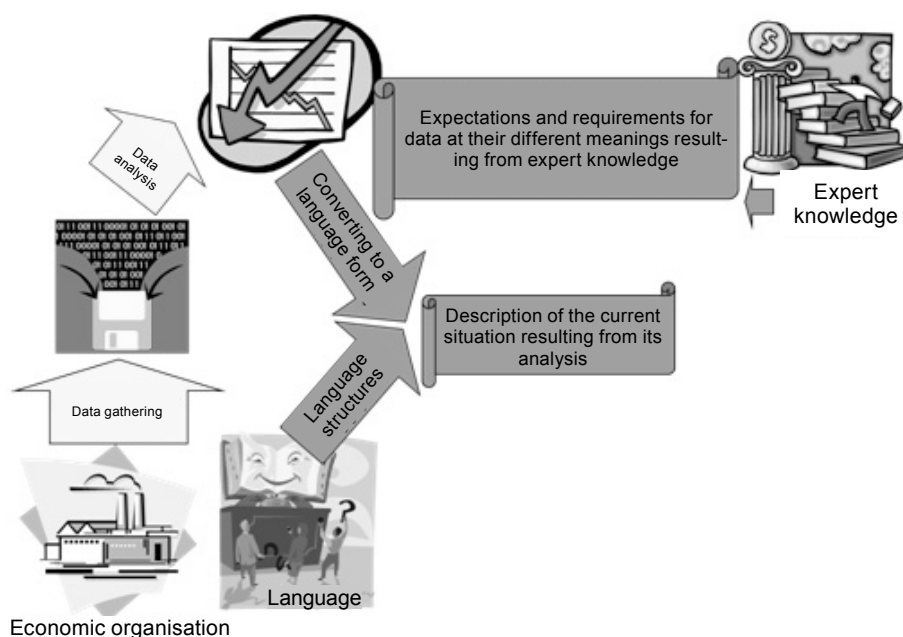 Expectations and requirements for
data at their different meanings result-
ing from expert knowledge
Expert
knowledge
Data
analysis
Converting to a
language form
Description of the current
situation resulting from its
analysis
Language
structures
Data gathering
Language
Economic organisation